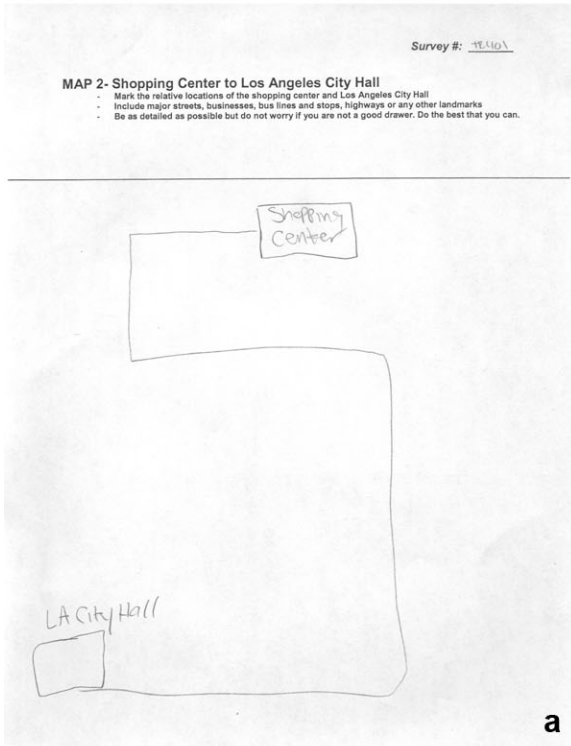 Survey #: TE401
MAP 2- Shopping Center to Los Angeles City Hall
- Mark the relative locations of the shopping center and Los Angeles City Hall
- Include major streets, businesses, bus lines and stops, highways or any other landmarks
- Be as detailed as possible but do not worry if you are not a good drawer. Do the best that you can.
Shopping
Center
LA City Hall
a